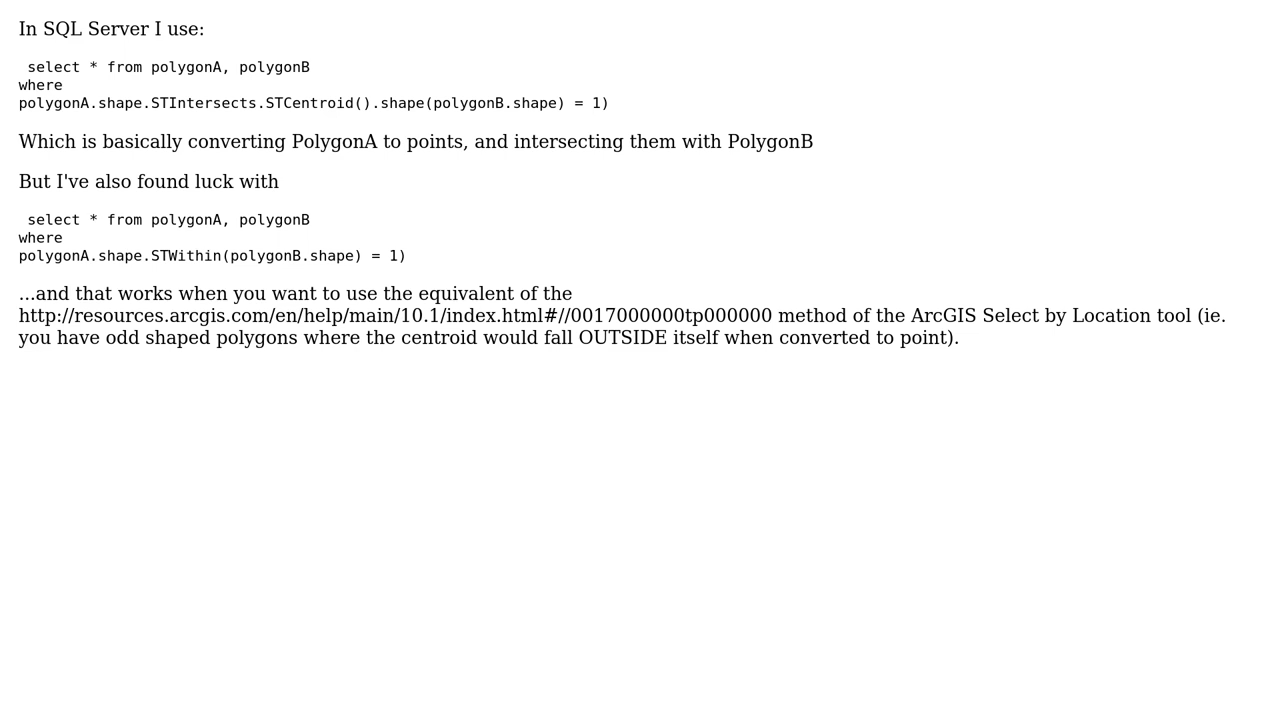 In SQL Server I use:
select * from polygonA, polygonB
where
polygonA.shape.STIntersects.STCentroid().shape(polygonB.shape) = 1)
Which is basically converting PolygonA to points, and intersecting them with PolygonB
But I've also found luck with
select * from polygonA, polygonB
where
polygonA.shape.STWithin(polygonB.shape) = 1)
...and that works when you want to use the equivalent of the
http://resources.arcgis.com/en/help/main/10.1/index.html#//0017000000tp000000 method of the ArcGIS Select by Location tool (ie.
you have odd shaped polygons where the centroid would fall OUTSIDE itself when converted to point).